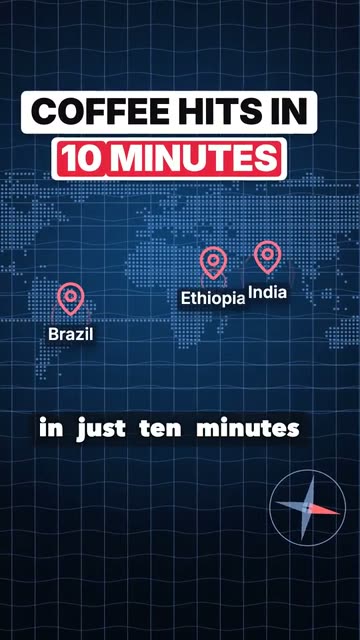 COFFEE HITS IN
10 MINUTES
Ethiopia
India
Brazil
in just ten minutes